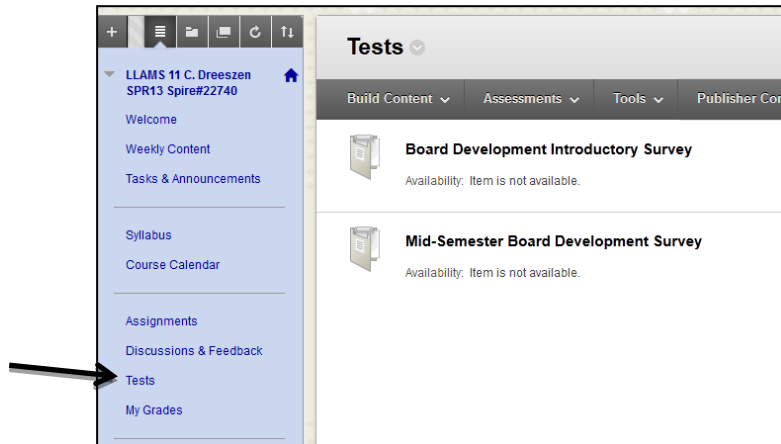 LLAMS 11 C. Dreeszen
SPR13 Spire#22740
Welcome
Weekly Content
Tasks & Announcements
Syllabus
Course Calendar
Assignments
Discussions & Feedback
Tests
My Grades
Tests
Build Content Assessments Tools Publisher Con
Board Development Introductory Survey
Availability: Item is not available.
Mid-Semester Board Development Survey
Availability: Item is not available.